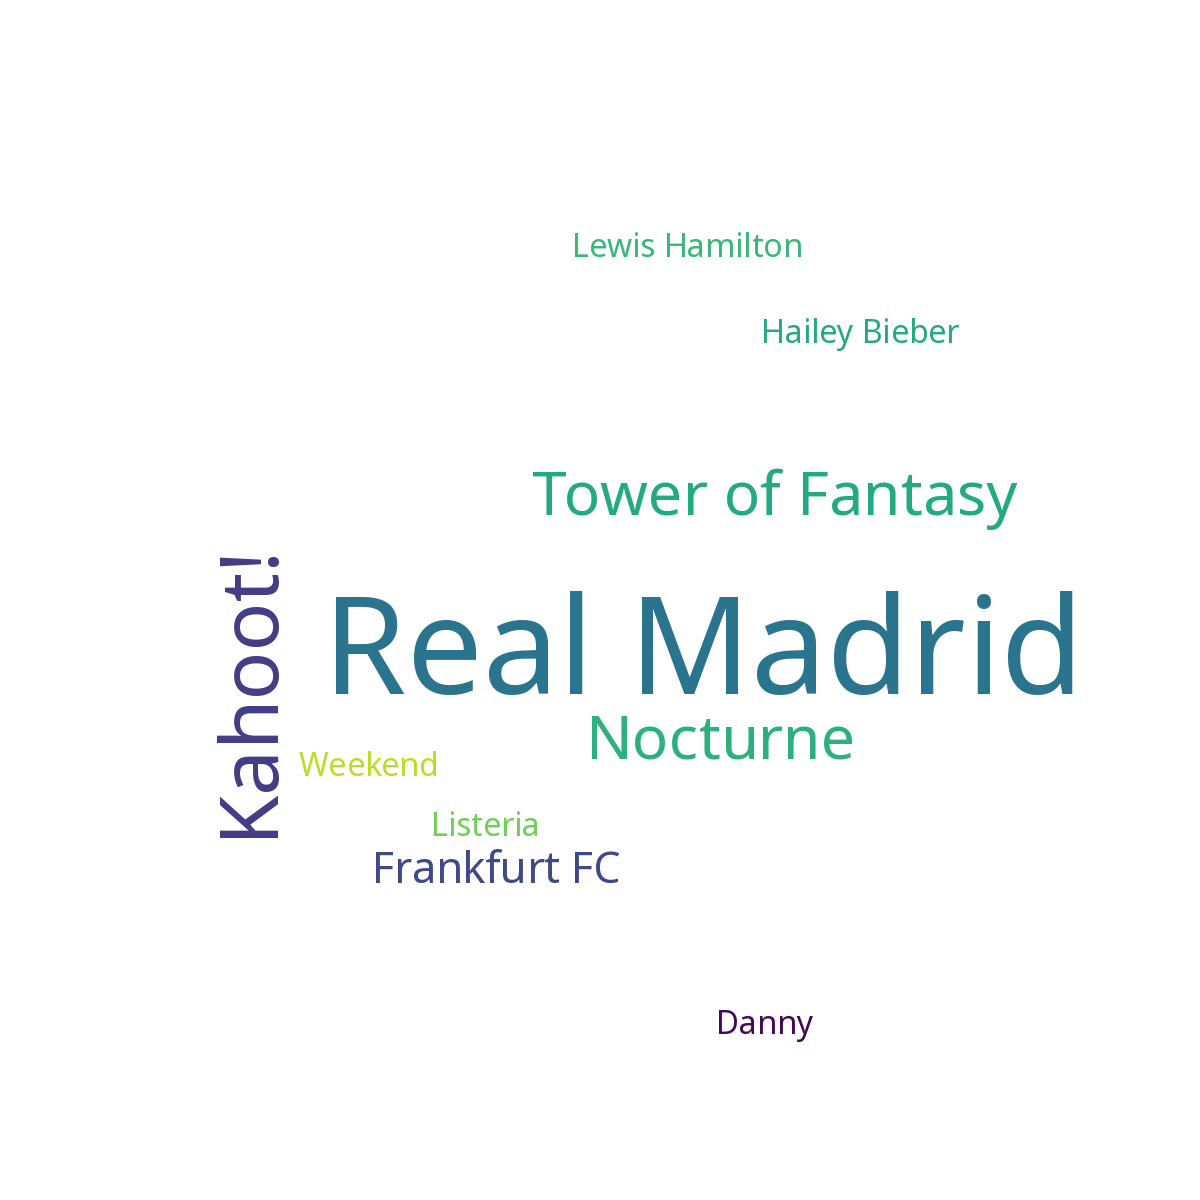 Lewis Hamilton
Hailey Bieber
Tower of Fantasy
Kahoot!
Real Madrid
Nocturne
Weekend
Listeria
Frankfurt FC
Danny